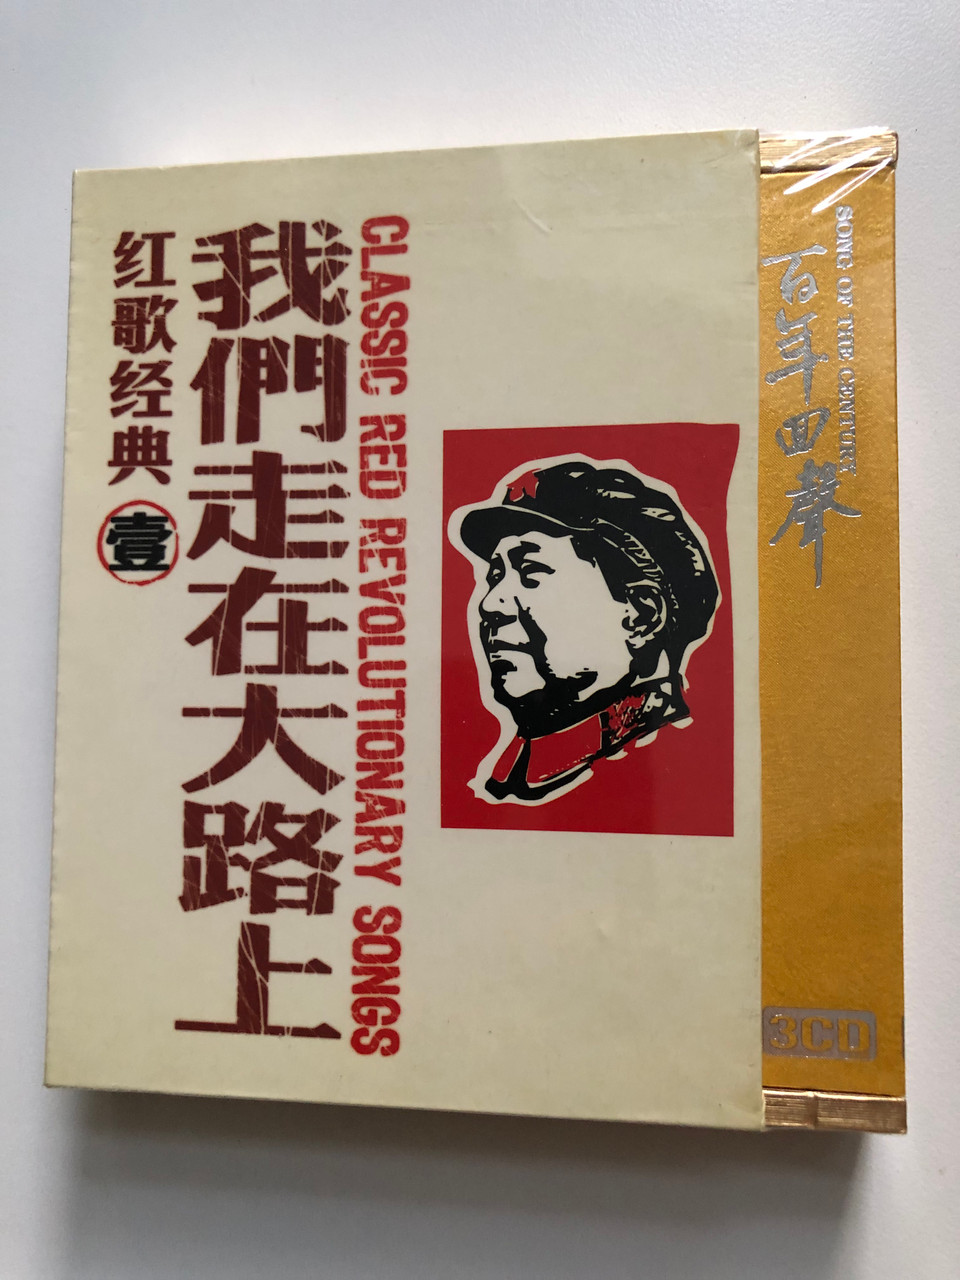 红歌经典
壹
我們走在大路上
CLASSIC RED REVOLUTIONARY SONGS
SONG OF THE CENTURY
百年回聲
3CD